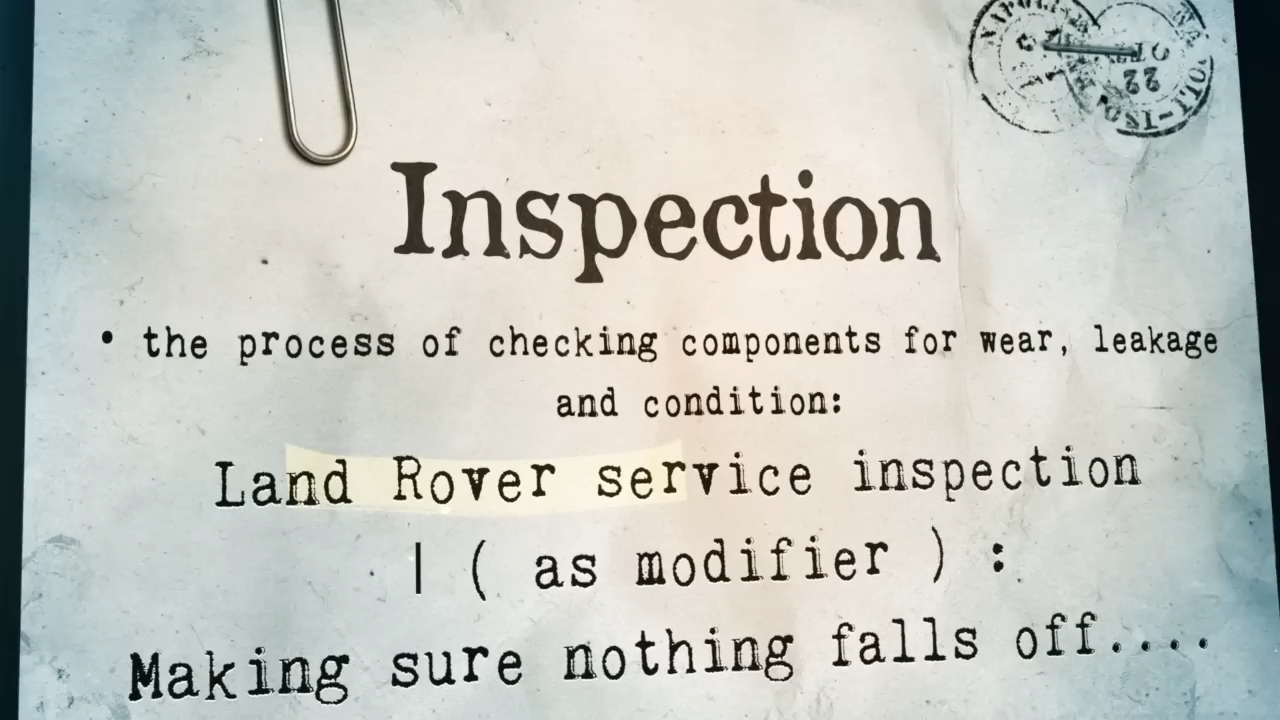 Inspection
• the process of checking components for wear, leakage
and condition:
Land Rover service inspection
| ( as modifier ) :
Making sure nothing falls off....
22